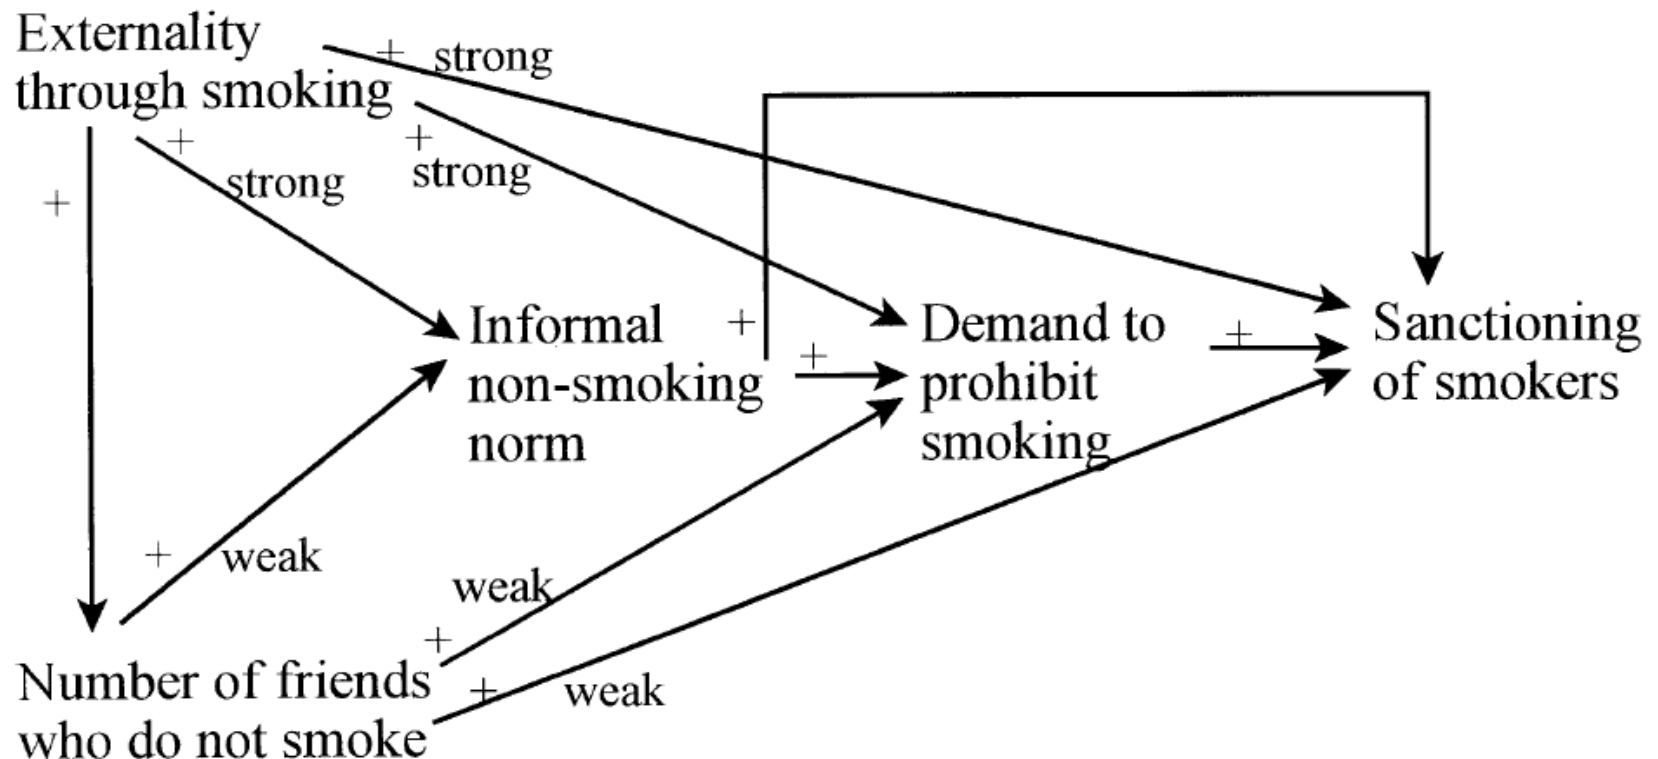 Externality
through smoking
+ strong
+
strong
+
strong
+
Informal
non-smoking
norm
+
+
Demand to
prohibit
smoking
+
Sanctioning
of smokers
+ weak
weak
+
+ weak
Number of friends
who do not smoke